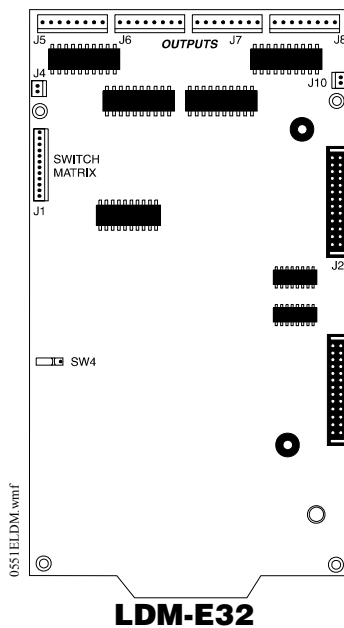 J5
J6
J7
J8
OUTPUTS
J4
J10
SWITCH
MATRIX
J1
J2
SW4
0551ELDM.wmf
LDM-E32